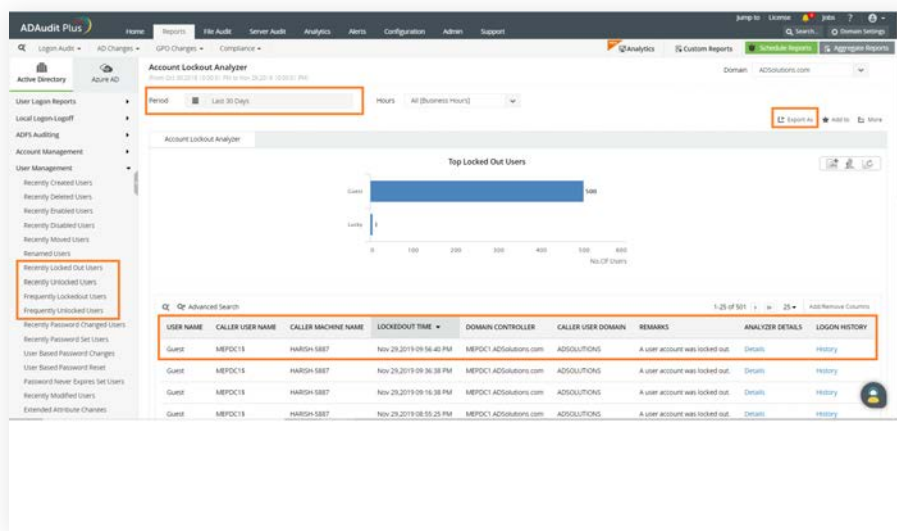 Jump to License Jobs ?
ADAudit Plus
Home Reports File Audit Server Audit Analytics Alerts Configuration Admin Support
Search... Domain Settings
Logon Audit AD Changes GPO Changes Compliance
Analytics Custom Reports Schedule Reports Aggregate Reports
Active Directory Azure AD
Account Lockout Analyzer
Domain ADSolutions.com
Period Last 30 Days Hours All [Business Hours]
Export As Add to More
User Logon Reports
Local Logon-Logoff
ADFS Auditing
Account Management
User Management
Recently Created Users
Recently Deleted Users
Recently Enabled Users
Recently Disabled Users
Recently Moved Users
Renamed Users
Recently Locked Out Users
Recently Unlocked Users
Frequently Lockedout Users
Frequently Unlocked Users
Recently Password Changed Users
Recently Password Set Users
User Based Password Changes
User Based Password Reset
Password Never Expires Set Users
Recently Modified Users
Extended Attribute Changes
Account Lockout Analyzer
Top Locked Out Users
Guest 500
Lucky 1
0 100 200 300 400 500 600
No.Of Users
Advanced Search 1-25 of 501 25 Add/Remove Columns
USER NAME CALLER USER NAME CALLER MACHINE NAME LOCKEDOUT TIME DOMAIN CONTROLLER CALLER USER DOMAIN REMARKS ANALYZER DETAILS LOGON HISTORY
Guest MEPDC1$ HARISH-5887 Nov 29,2019 09:56:40 PM MEPDC1.ADSolutions.com ADSOLUTIONS A user account was locked out. Details History
Guest MEPDC1$ HARISH-5887 Nov 29,2019 09:36:38 PM MEPDC1.ADSolutions.com ADSOLUTIONS A user account was locked out. Details History
Guest MEPDC1$ HARISH-5887 Nov 29,2019 09:16:38 PM MEPDC1.ADSolutions.com ADSOLUTIONS A user account was locked out. Details History
Guest MEPDC1$ HARISH-5887 Nov 29,2019 08:55:25 PM MEPDC1.ADSolutions.com ADSOLUTIONS A user account was locked out. Details History